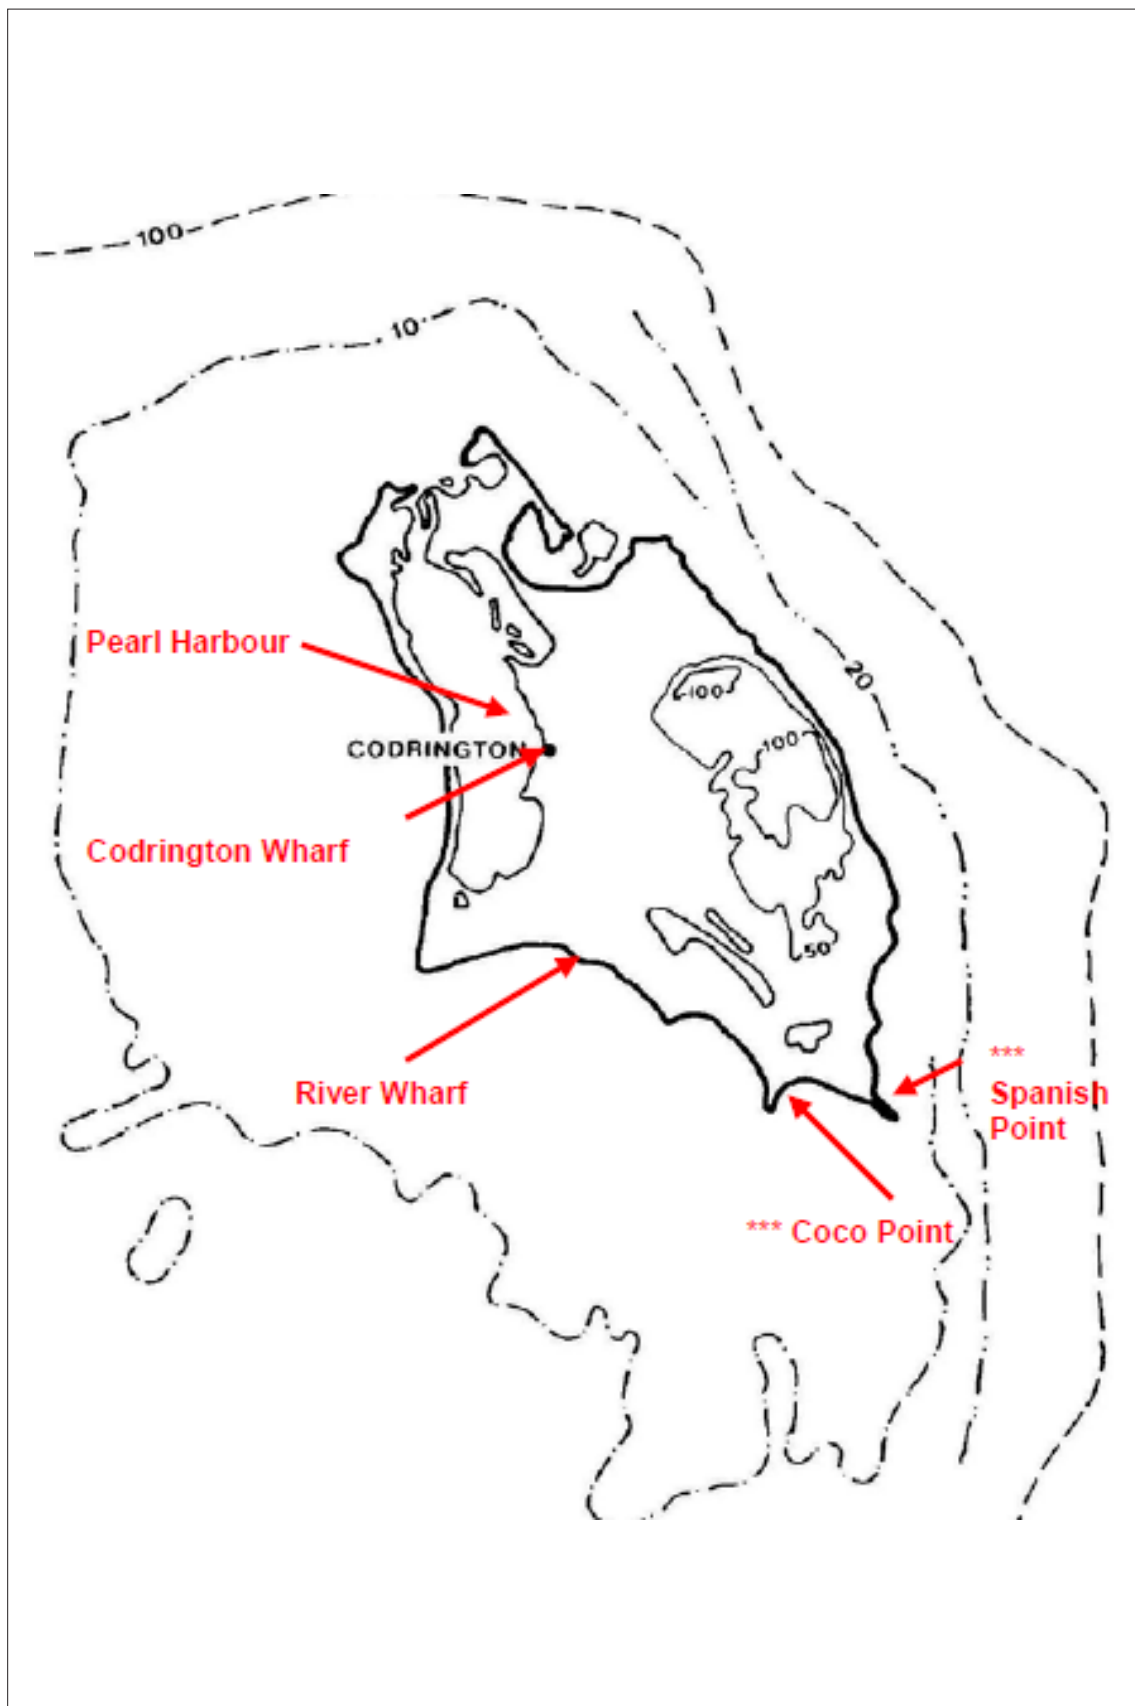 100
10
Pearl Harbour
20
100
CODRINGTON
100
Codrington Wharf
50
***
River Wharf
Spanish
Point
*** Coco Point